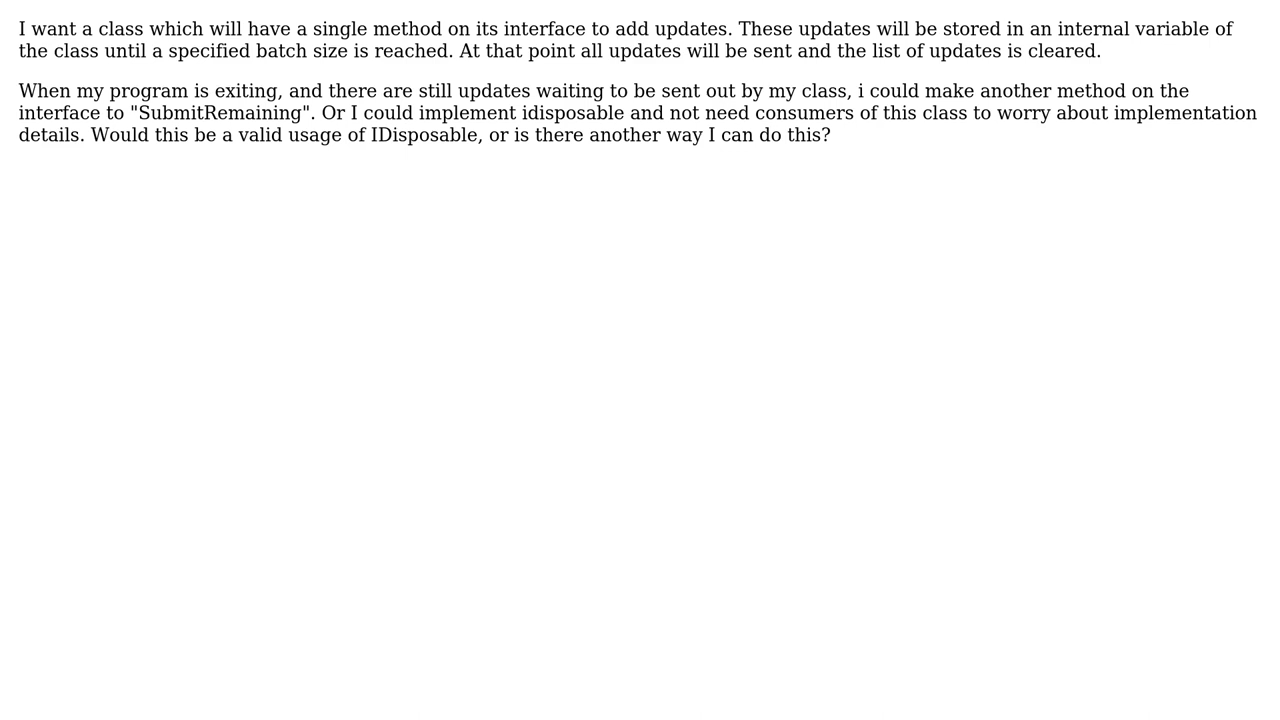 I want a class which will have a single method on its interface to add updates. These updates will be stored in an internal variable of
the class until a specified batch size is reached. At that point all updates will be sent and the list of updates is cleared.
When my program is exiting, and there are still updates waiting to be sent out by my class, i could make another method on the
interface to "SubmitRemaining". Or I could implement idisposable and not need consumers of this class to worry about implementation
details. Would this be a valid usage of IDisposable, or is there another way I can do this?